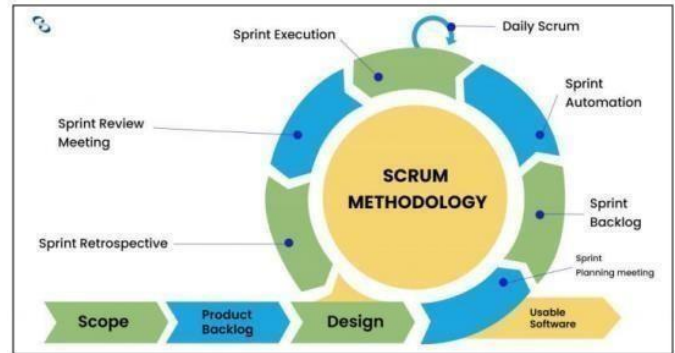 Daily Scrum
Sprint Execution
Sprint
Automation
Sprint Review
Meeting
SCRUM
METHODOLOGY
Sprint
Backlog
Sprint Retrospective
Sprint
Planning meeting
Scope
Product
Backlog
Design
Usable
Software